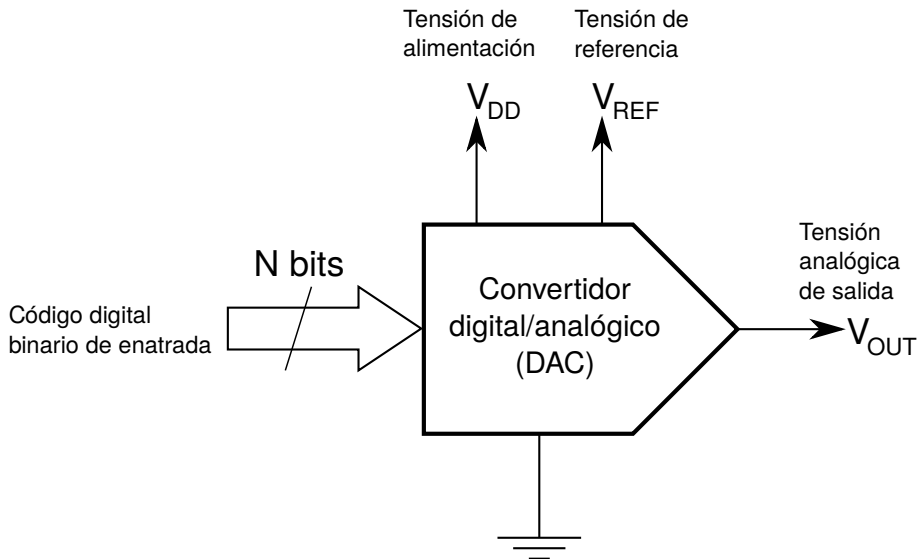 Tensión de
alimentación
V_DD
Tensión de
referencia
V_REF
N bits
Código digital
binario de enatrada
Convertidor
digital/analógico
(DAC)
Tensión
analógica
de salida
V_OUT